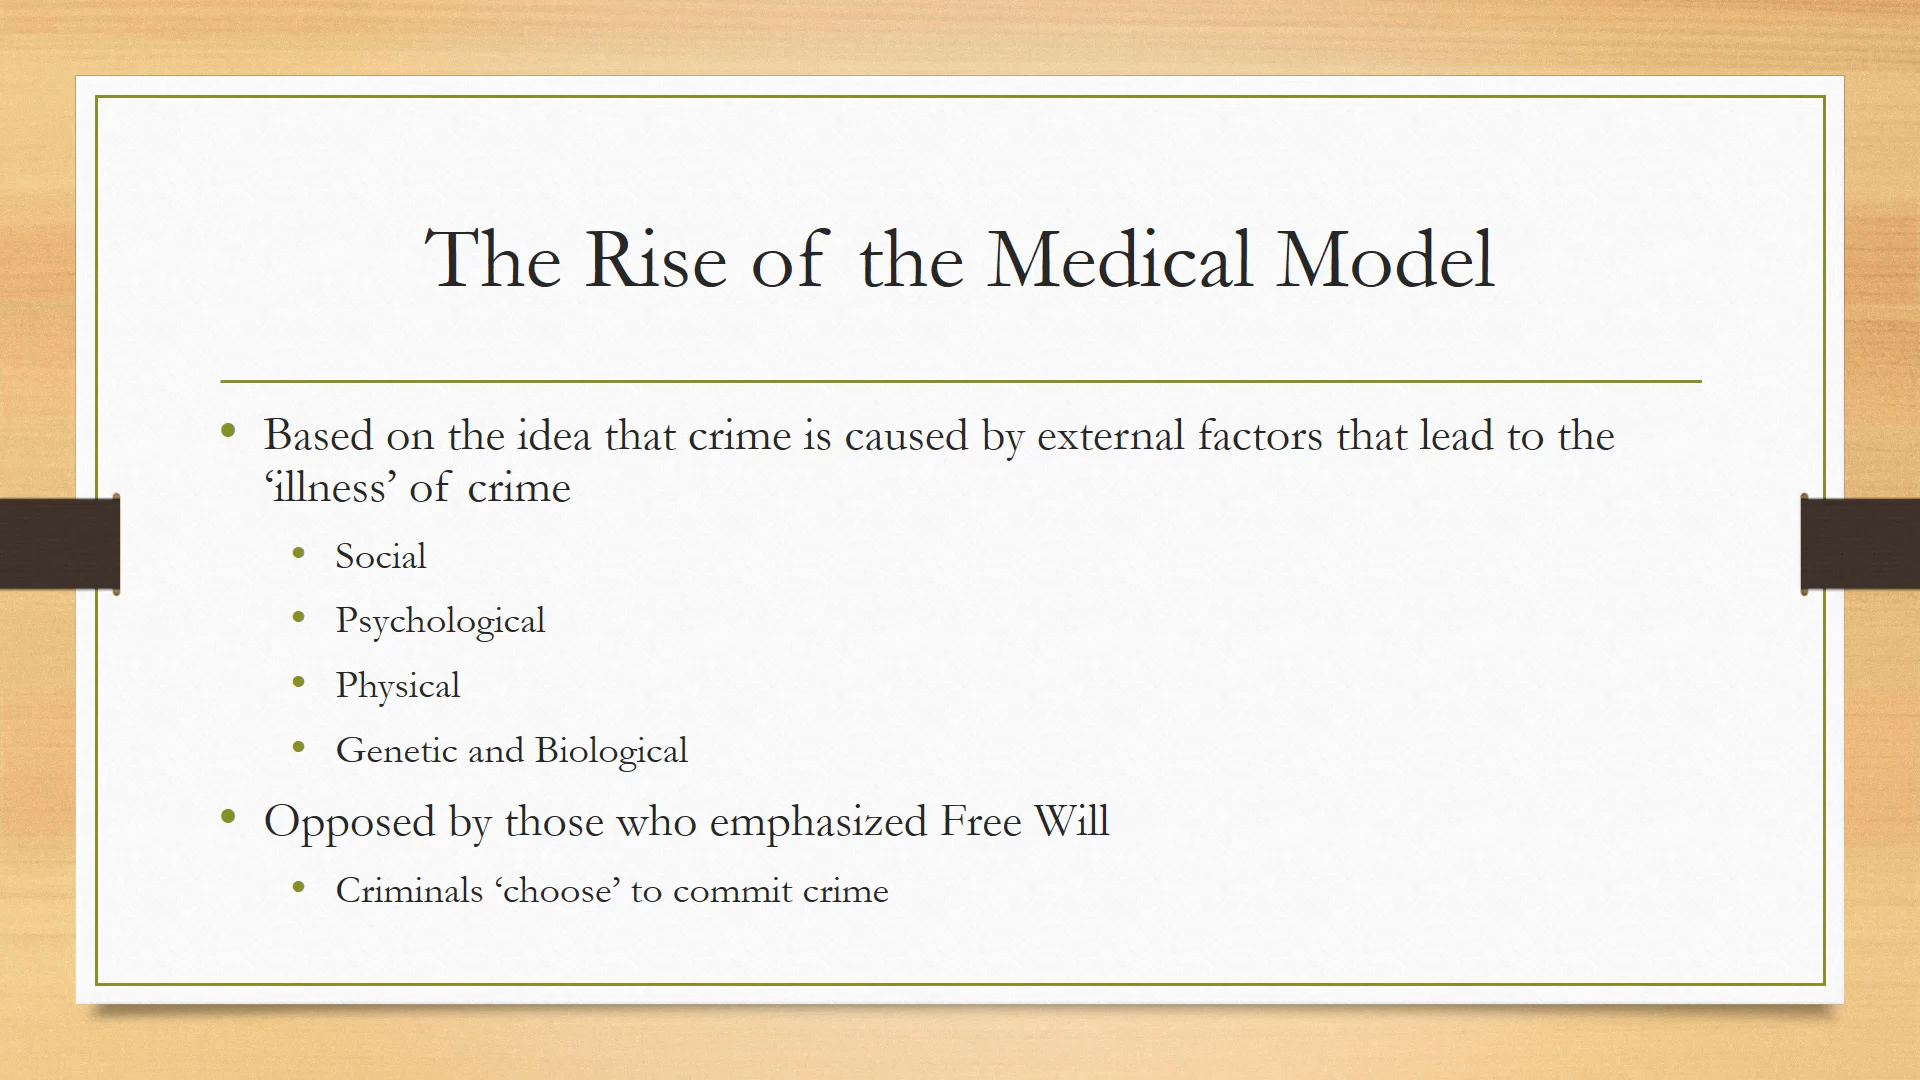 The Rise of the Medical Model
• Based on the idea that crime is caused by external factors that lead to the
‘illness’ of crime
• Social
• Psychological
• Physical
• Genetic and Biological
• Opposed by those who emphasized Free Will
• Criminals ‘choose’ to commit crime